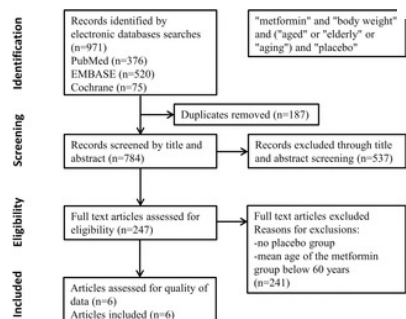 Identification
Records identified by
electronic databases searches
(n=971)
PubMed (n=376)
EMBASE (n=520)
Cochrane (n=75)
"metformin" and "body weight"
and ("aged" or "elderly" or
"aging") and "placebo"
Duplicates removed (n=187)
Screening
Records screened by title and
abstract (n=784)
Records excluded through title
and abstract screening (n=537)
Eligibility
Full text articles assessed for
eligibility (n=247)
Full text articles excluded
Reasons for exclusions:
-no placebo group
-mean age of the metformin
group below 60 years
(n=241)
Included
Articles assessed for quality of
data (n=6)
Articles included (n=6)